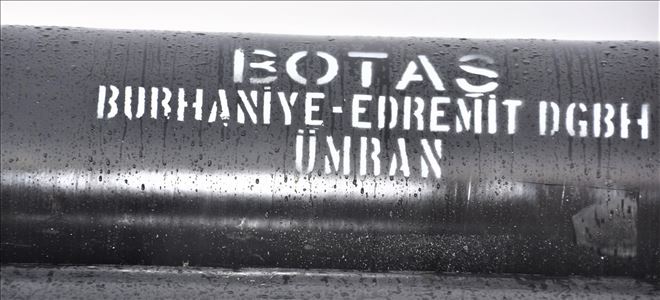 BOTAŞ
BURHANİYE-EDREMİT DGBH
ÜMRAN